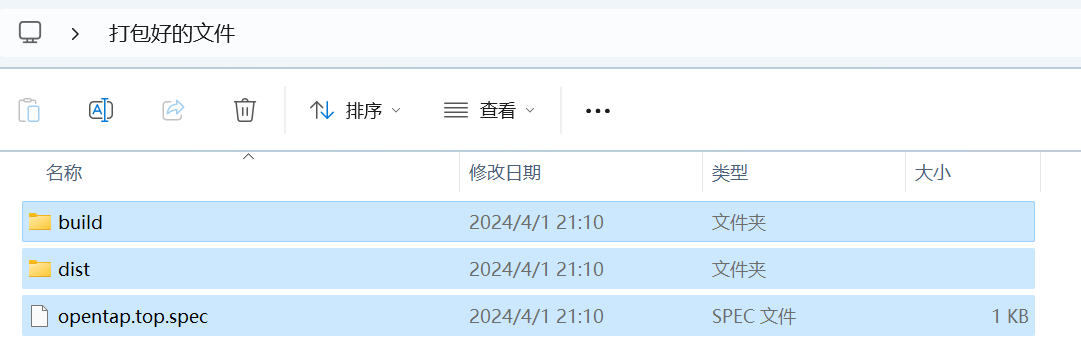 打包好的文件
排序 查看
名称 修改日期 类型 大小
build 2024/4/1 21:10 文件夹
dist 2024/4/1 21:10 文件夹
opentap.top.spec 2024/4/1 21:10 SPEC 文件 1 KB